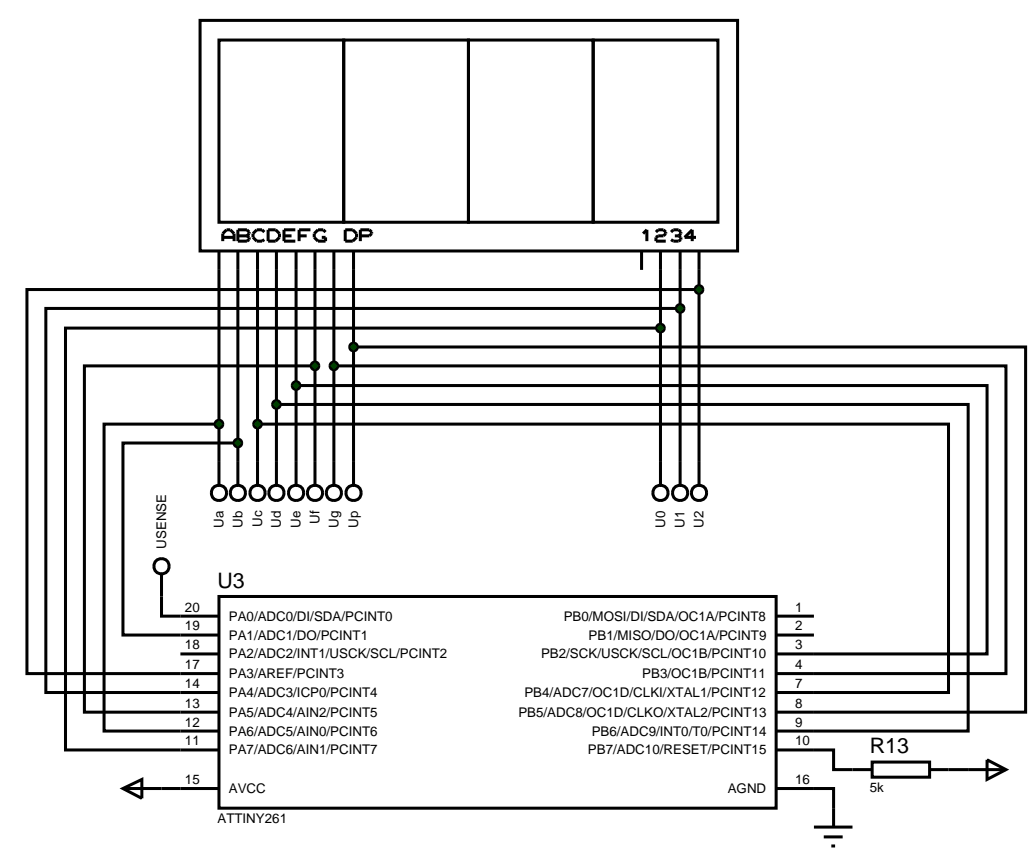 ABCDEFG DP 1234
Ua Ub Uc Ud Ue Uf Ug Up U0 U1 U2
USENSE
U3
20 PA0/ADC0/DI/SDA/PCINT0 PB0/MOSI/DI/SDA/OC1A/PCINT8 1
19 PA1/ADC1/DO/PCINT1 PB1/MISO/DO/OC1A/PCINT9 2
18 PA2/ADC2/INT1/USCK/SCL/PCINT2 PB2/SCK/USCK/SCL/OC1B/PCINT10 3
17 PA3/AREF/PCINT3 PB3/OC1B/PCINT11 4
14 PA4/ADC3/ICP0/PCINT4 PB4/ADC7/OC1D/CLKI/XTAL1/PCINT12 7
13 PA5/ADC4/AIN2/PCINT5 PB5/ADC8/OC1D/CLKO/XTAL2/PCINT13 8
12 PA6/ADC5/AIN0/PCINT6 PB6/ADC9/INT0/T0/PCINT14 9
11 PA7/ADC6/AIN1/PCINT7 PB7/ADC10/RESET/PCINT15 10
R13
5k
15 AVCC AGND 16
ATTINY261